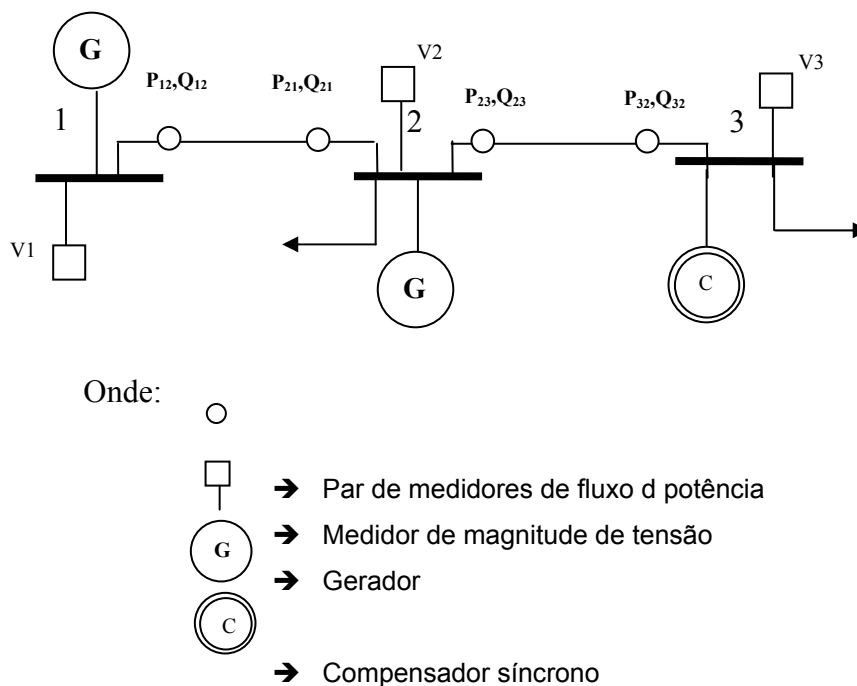 G
V2
V3
P12,Q12
P21,Q21
P23,Q23
P32,Q32
1
2
3
V1
G
C
Onde:
➔ Par de medidores de fluxo d potência
➔ Medidor de magnitude de tensão
G
➔ Gerador
C
➔ Compensador síncrono